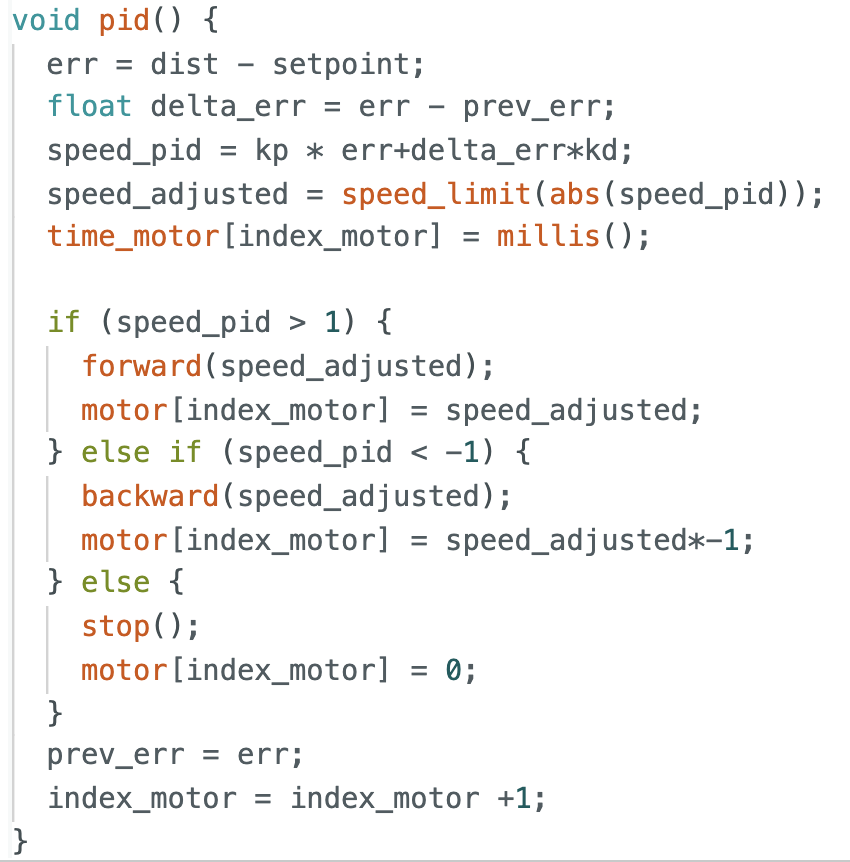 void pid() {
  err = dist - setpoint;
  float delta_err = err - prev_err;
  speed_pid = kp * err+delta_err*kd;
  speed_adjusted = speed_limit(abs(speed_pid));
  time_motor[index_motor] = millis();

  if (speed_pid > 1) {
    forward(speed_adjusted);
    motor[index_motor] = speed_adjusted;
  } else if (speed_pid < -1) {
    backward(speed_adjusted);
    motor[index_motor] = speed_adjusted*-1;
  } else {
    stop();
    motor[index_motor] = 0;
  }
  prev_err = err;
  index_motor = index_motor +1;
}